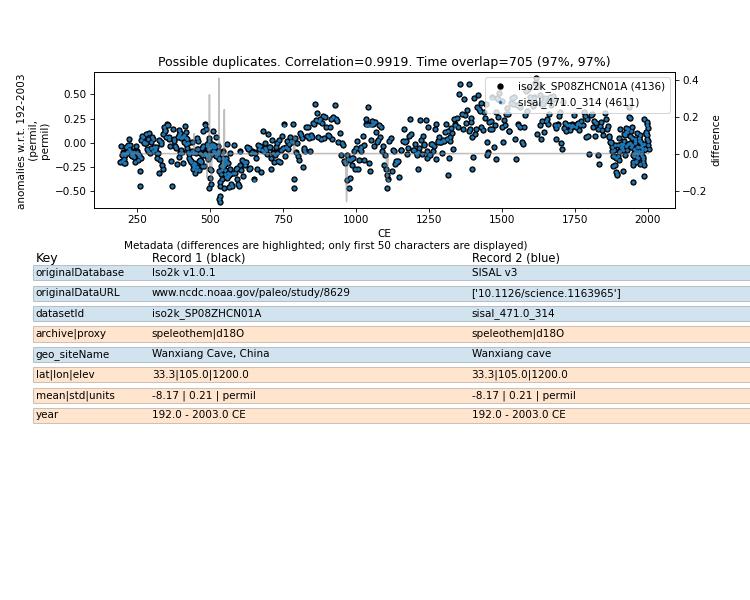 Possible duplicates. Correlation=0.9919. Time overlap=705 (97%, 97%)
anomalies w.r.t. 192-2003
(permil,
permil)
0.50
0.25
0.00
−0.25
−0.50
iso2k_SP08ZHCN01A (4136)
sisal_471.0_314 (4611)
0.4
0.2
0.0
−0.2
difference
250 500 750 1000 1250 1500 1750 2000
CE
Metadata (differences are highlighted; only first 50 characters are displayed)
Key Record 1 (black) Record 2 (blue)
originalDatabase Iso2k v1.0.1 SISAL v3
originalDataURL www.ncdc.noaa.gov/paleo/study/8629 ['10.1126/science.1163965']
datasetId iso2k_SP08ZHCN01A sisal_471.0_314
archive|proxy speleothem|d18O speleothem|d18O
geo_siteName Wanxiang Cave, China Wanxiang cave
lat|lon|elev 33.3|105.0|1200.0 33.3|105.0|1200.0
mean|std|units -8.17 | 0.21 | permil -8.17 | 0.21 | permil
year 192.0 - 2003.0 CE 192.0 - 2003.0 CE